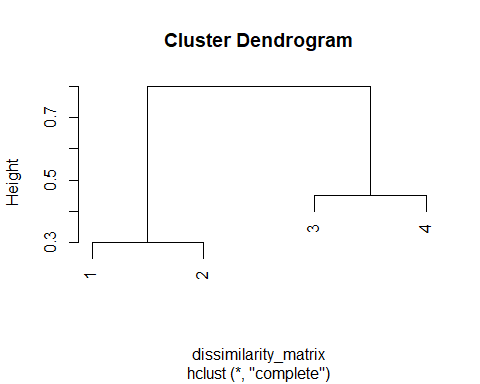 Cluster Dendrogram
Height
0.7
0.5
0.3
1
2
3
4
dissimilarity_matrix
hclust (*, "complete")